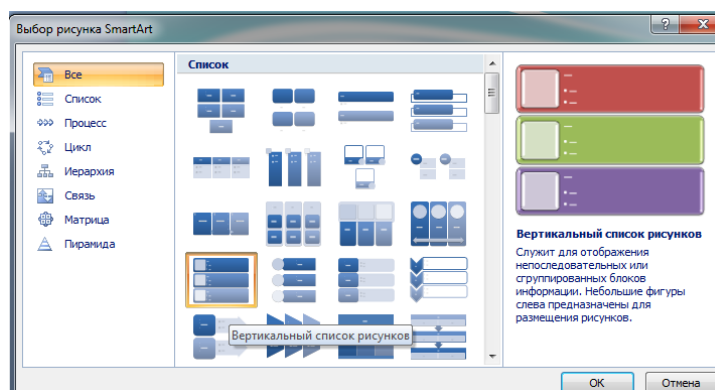 Выбор рисунка SmartArt
Все
Список
Процесс
Цикл
Иерархия
Связь
Матрица
Пирамида
Список
Вертикальный список рисунков
Вертикальный список рисунков
Служит для отображения
непоследовательных или
сгруппированных блоков
информации. Небольшие фигуры
слева предназначены для
размещения рисунков.
ОК
Отмена